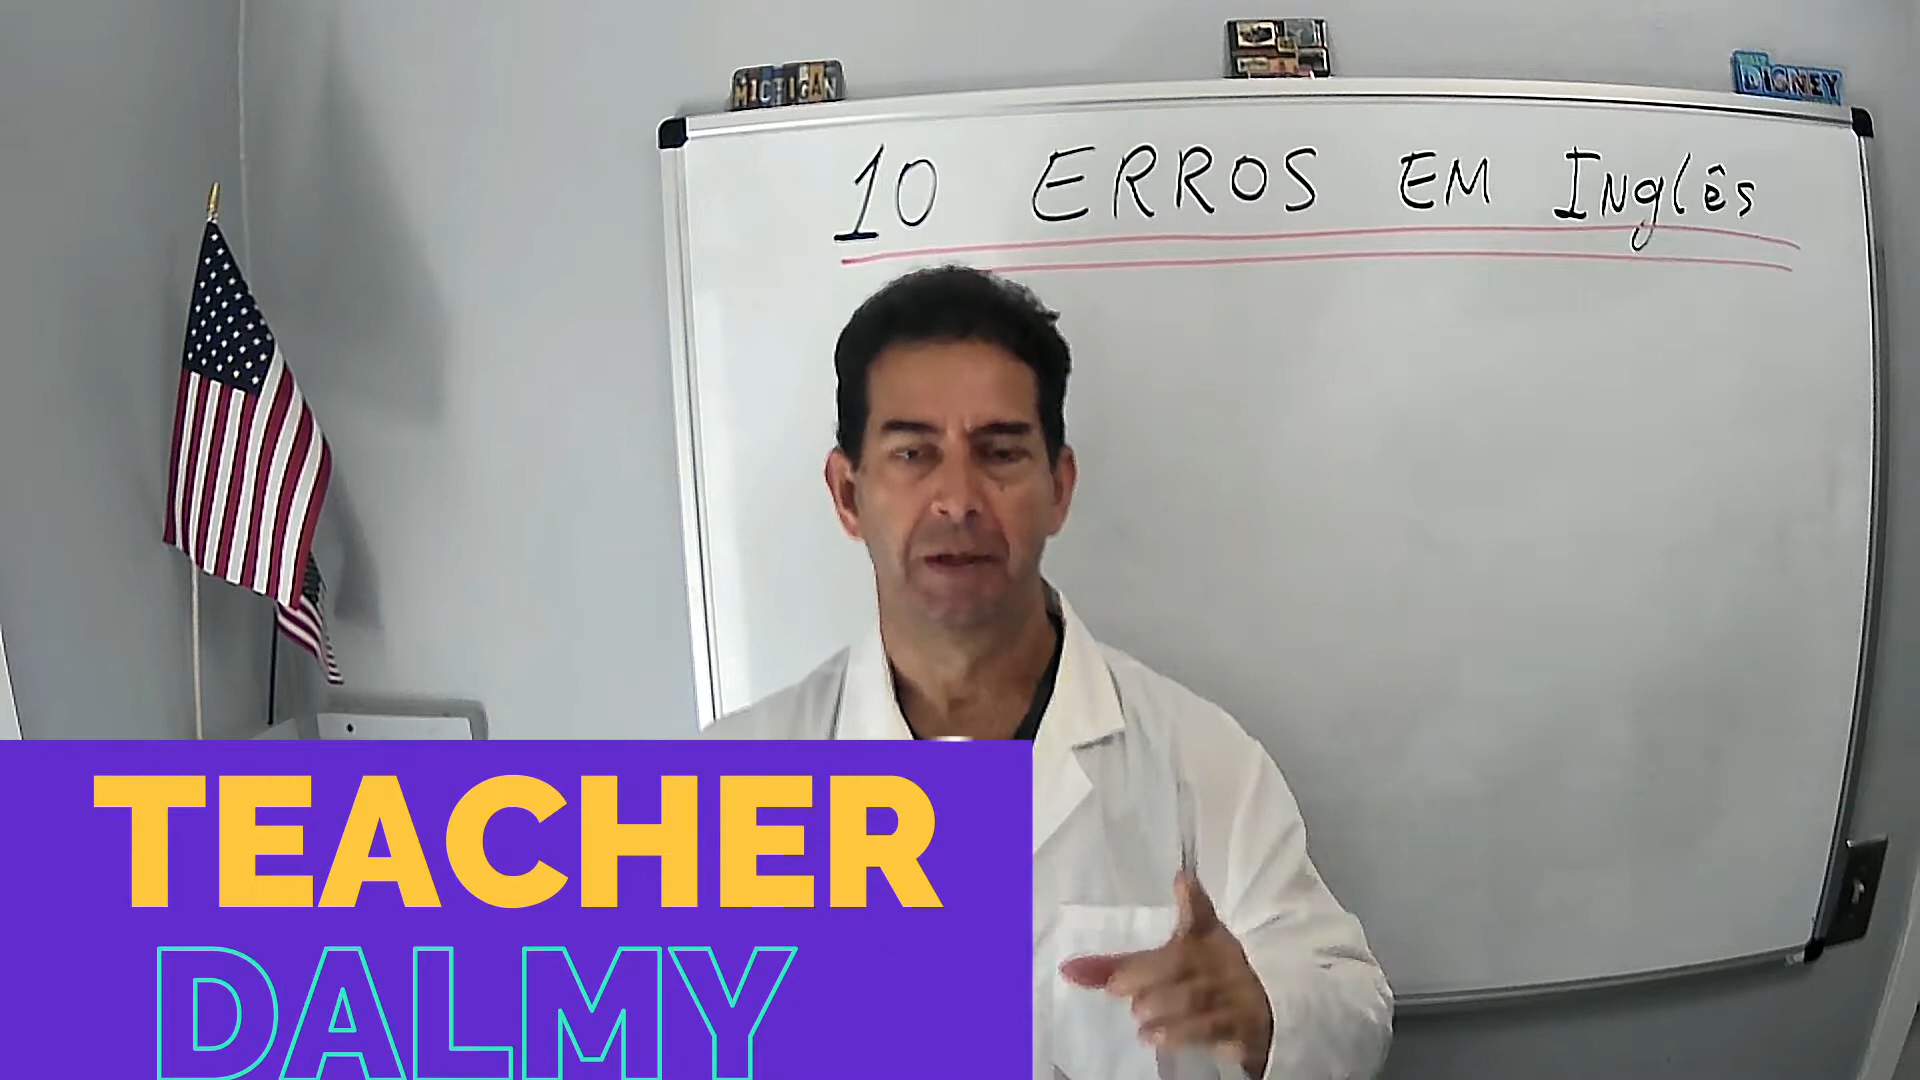 MICHIGAN
DISNEY
10 ERROS EM INglês
TEACHER
DALMY